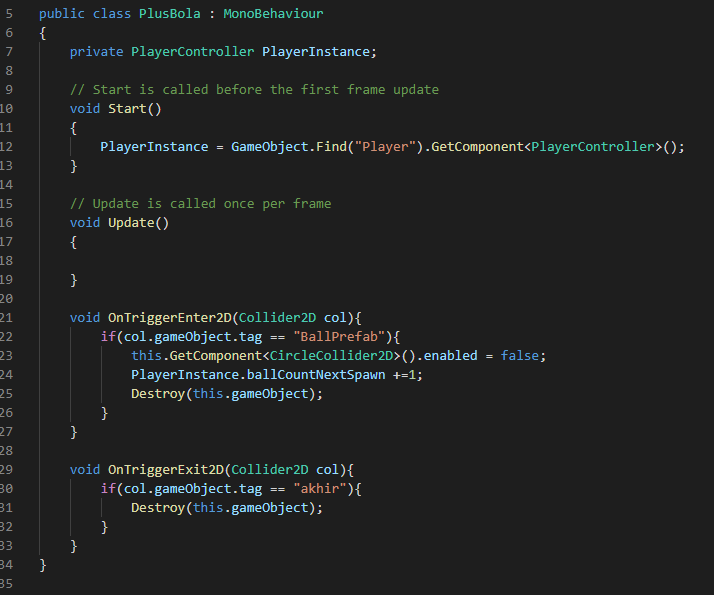 5 public class PlusBola : MonoBehaviour
6 {
7 private PlayerController PlayerInstance;
8
9 // Start is called before the first frame update
10 void Start()
11 {
12 PlayerInstance = GameObject.Find("Player").GetComponent<PlayerController>();
13 }
14
15 // Update is called once per frame
16 void Update()
17 {
18
19 }
20
21 void OnTriggerEnter2D(Collider2D col){
22 if(col.gameObject.tag == "BallPrefab"){
23 this.GetComponent<CircleCollider2D>().enabled = false;
24 PlayerInstance.ballCountNextSpawn +=1;
25 Destroy(this.gameObject);
26 }
27 }
28
29 void OnTriggerExit2D(Collider2D col){
30 if(col.gameObject.tag == "akhir"){
31 Destroy(this.gameObject);
32 }
33 }
34 }
35